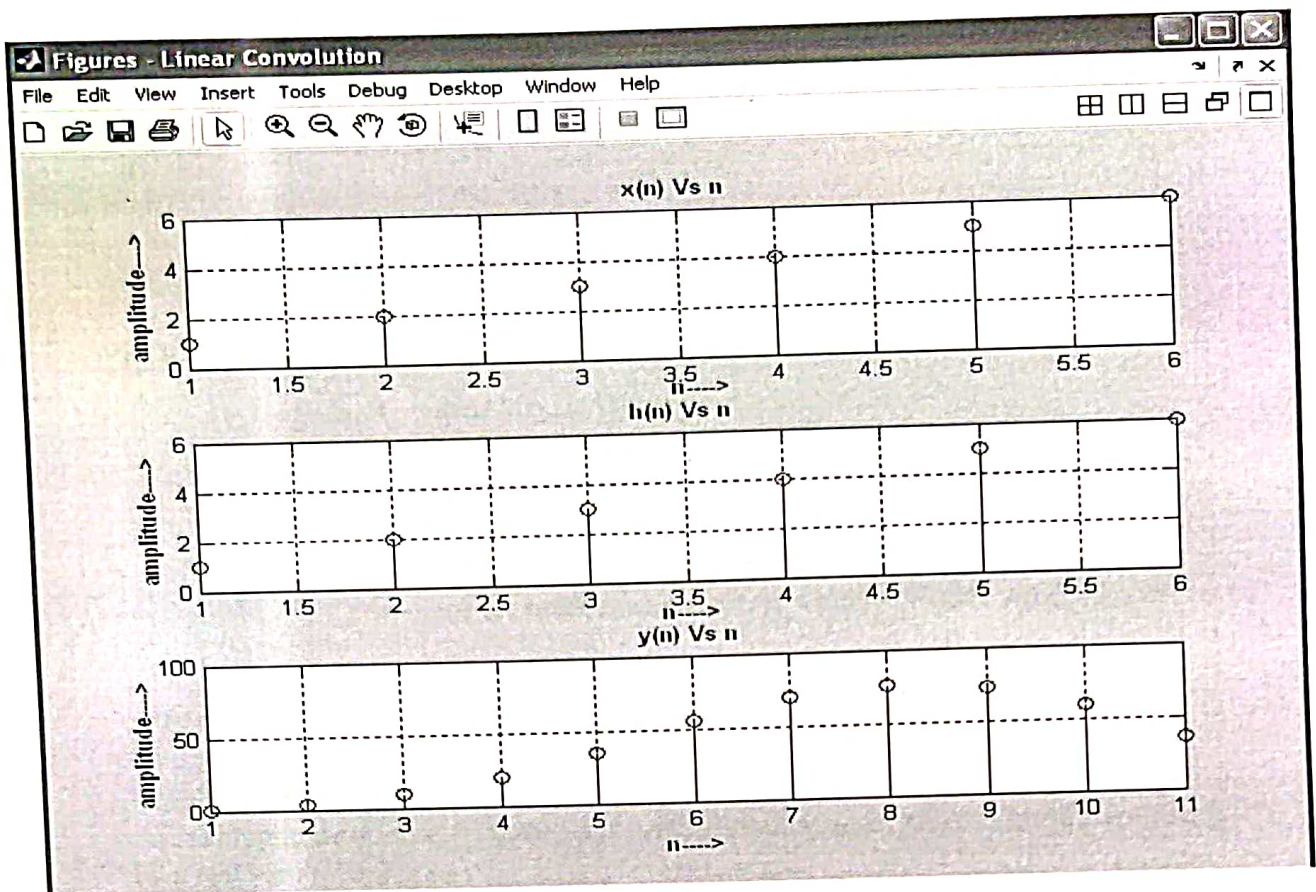 Figures - Linear Convolution
File Edit View Insert Tools Debug Desktop Window Help
x(n) Vs n
amplitude--->
6
4
2
0
1 1.5 2 2.5 3 3.5 4 4.5 5 5.5 6
n---->
h(n) Vs n
amplitude--->
6
4
2
0
1 1.5 2 2.5 3 3.5 4 4.5 5 5.5 6
n---->
y(n) Vs n
amplitude--->
100
50
0
1 2 3 4 5 6 7 8 9 10 11
n---->